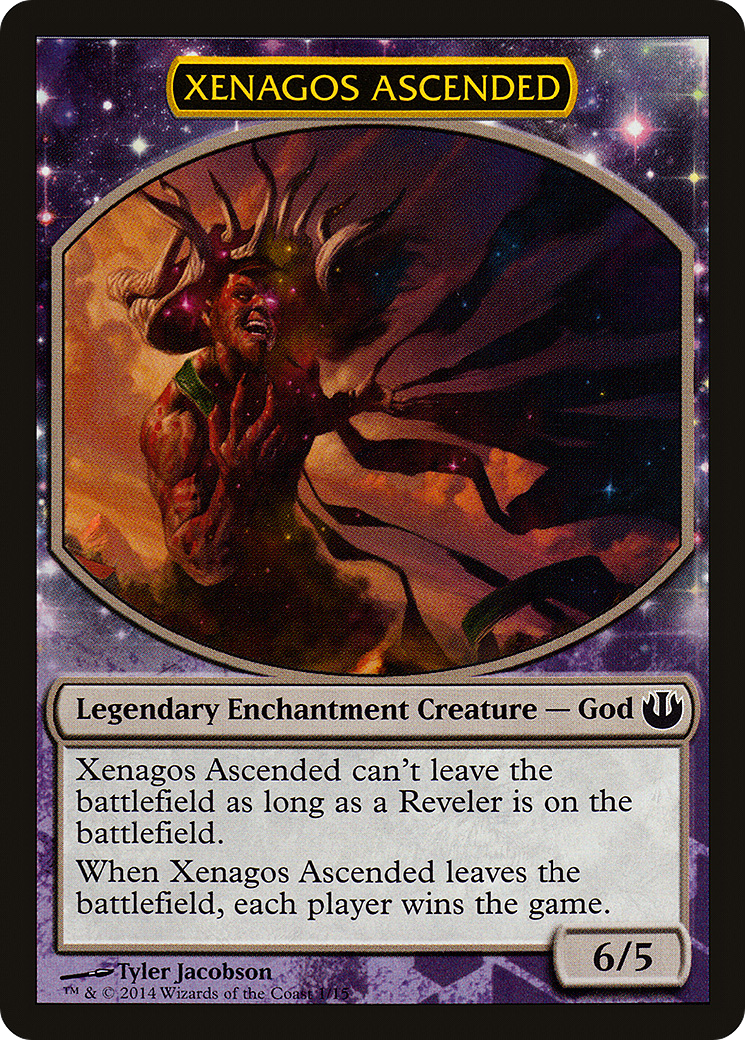 XENAGOS ASCENDED
Legendary Enchantment Creature — God
Xenagos Ascended can't leave the
battlefield as long as a Reveler is on the
battlefield.
When Xenagos Ascended leaves the
battlefield, each player wins the game.
6/5
Tyler Jacobson
™ & © 2014 Wizards of the Coast 1/15